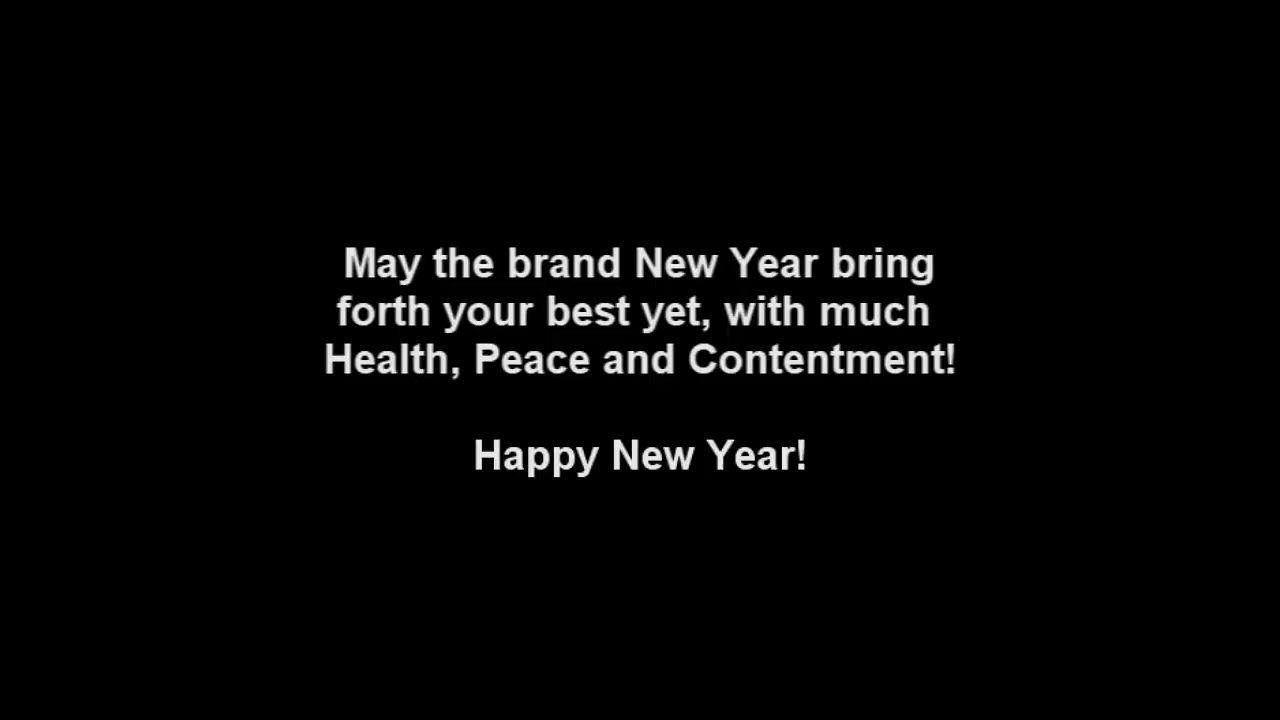 May the brand New Year bring
forth your best yet, with much
Health, Peace and Contentment!
Happy New Year!